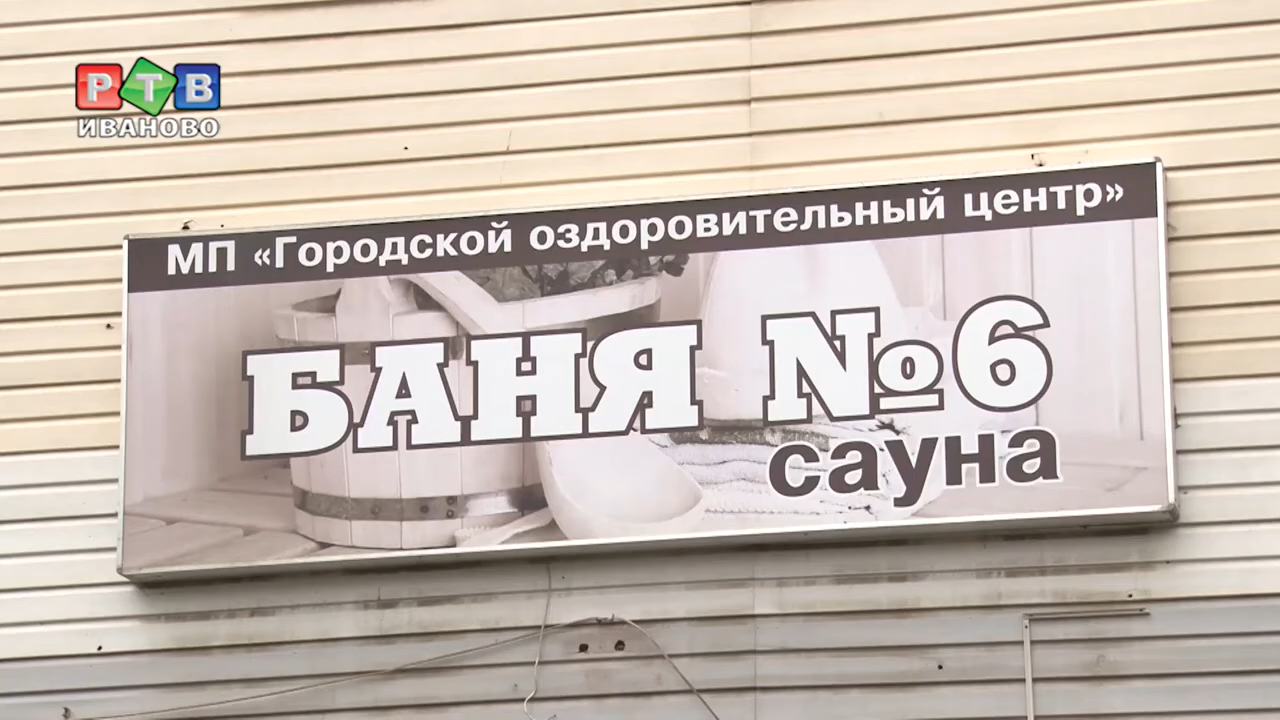 РТВ
ИВАНОВО
МП «Городской оздоровительный центр»
БАНЯ №6
сауна